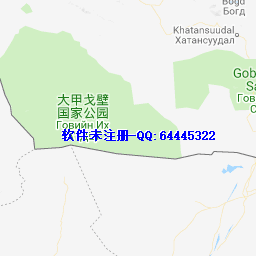 Bogd
Богд
Khatansuudal
Хатансуудал
Gob
Sa
Гов
大甲戈壁
国家公园
Говийн Их
软件未注册-QQ:64445322